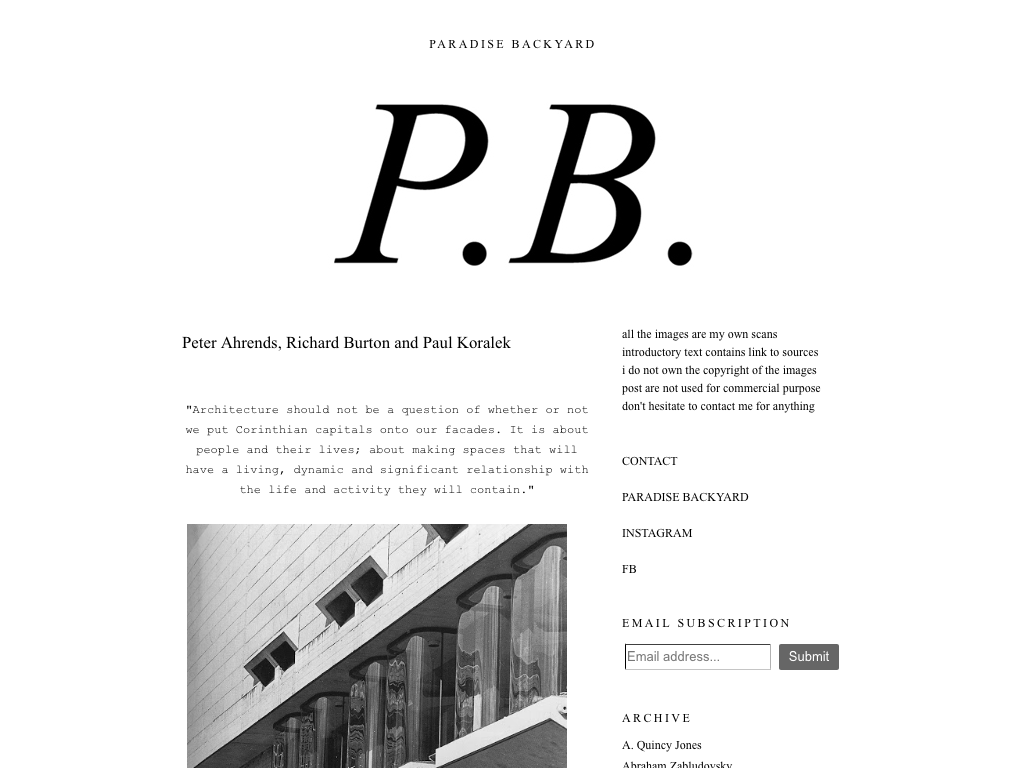 PARADISE BACKYARD
P.B.
Peter Ahrends, Richard Burton and Paul Koralek
"Architecture should not be a question of whether or not
we put Corinthian capitals onto our facades. It is about
people and their lives; about making spaces that will
have a living, dynamic and significant relationship with
the life and activity they will contain."
all the images are my own scans
introductory text contains link to sources
i do not own the copyright of the images
post are not used for commercial purpose
don't hesitate to contact me for anything
CONTACT
PARADISE BACKYARD
INSTAGRAM
FB
EMAIL SUBSCRIPTION
Email address... Submit
ARCHIVE
A. Quincy Jones
Abraham Zabludovsky